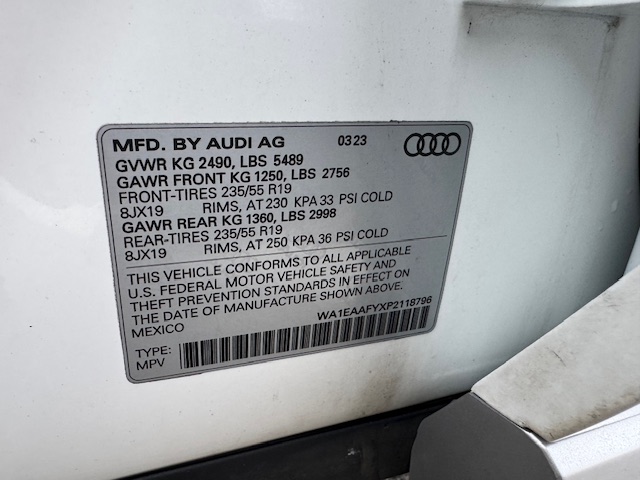 MFD. BY AUDI AG 03 23
GVWR KG 2490, LBS 5489
GAWR FRONT KG 1250, LBS 2756
FRONT-TIRES 235/55 R19
8JX19 RIMS, AT 230 KPA 33 PSI COLD
GAWR REAR KG 1360, LBS 2998
REAR-TIRES 235/55 R19
8JX19 RIMS, AT 250 KPA 36 PSI COLD
THIS VEHICLE CONFORMS TO ALL APPLICABLE
U.S. FEDERAL MOTOR VEHICLE SAFETY AND
THEFT PREVENTION STANDARDS IN EFFECT ON
THE DATE OF MANUFACTURE SHOWN ABOVE.
MEXICO WA1EAAFYXP2118796
TYPE:
MPV